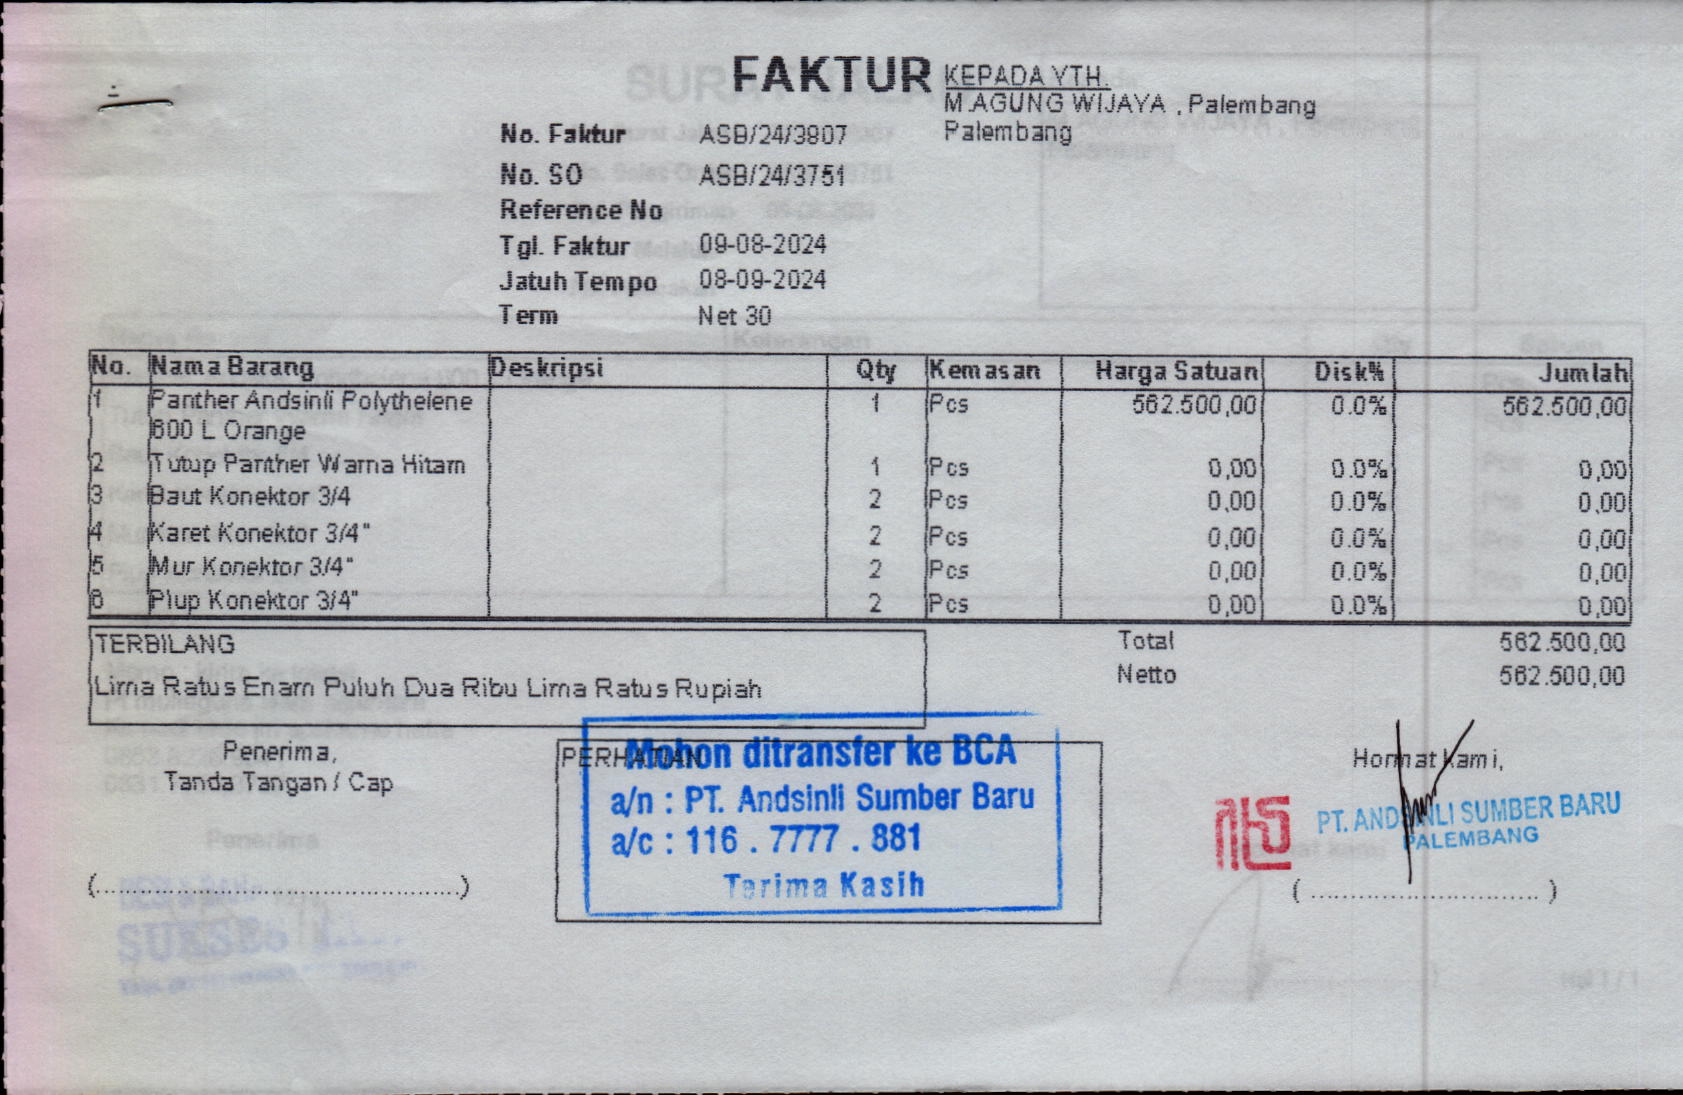 FAKTUR
KEPADA YTH.
M.AGUNG WIJAYA , Palembang
Palembang
No. Faktur ASB/24/3807
No. SO ASB/24/3751
Reference No
Tgl. Faktur 09-08-2024
Jatuh Tempo 08-09-2024
Term Net 30
No. Nama Barang Deskripsi Qty Kemasan Harga Satuan Disk% Jumlah
1 Panther Andsinli Polythelene 1 Pcs 562.500,00 0.0% 562.500,00
600 L Orange
2 Tutup Panther Warna Hitam 1 Pcs 0,00 0.0% 0,00
3 Baut Konektor 3/4 2 Pcs 0,00 0.0% 0,00
4 Karet Konektor 3/4" 2 Pcs 0,00 0.0% 0,00
5 Mur Konektor 3/4" 2 Pcs 0,00 0.0% 0,00
6 Plup Konektor 3/4" 2 Pcs 0,00 0.0% 0,00
TERBILANG
Lima Ratus Enam Puluh Dua Ribu Lima Ratus Rupiah
Total 562.500,00
Netto 562.500,00
Penerima,
Tanda Tangan / Cap
(..............................................)
PERHATIAN
Mohon ditransfer ke BCA
a/n : PT. Andsinli Sumber Baru
a/c : 116 . 7777 . 881
Terima Kasih
Hormat kami,
PT. ANDSINLI SUMBER BARU
PALEMBANG
( ............................. )